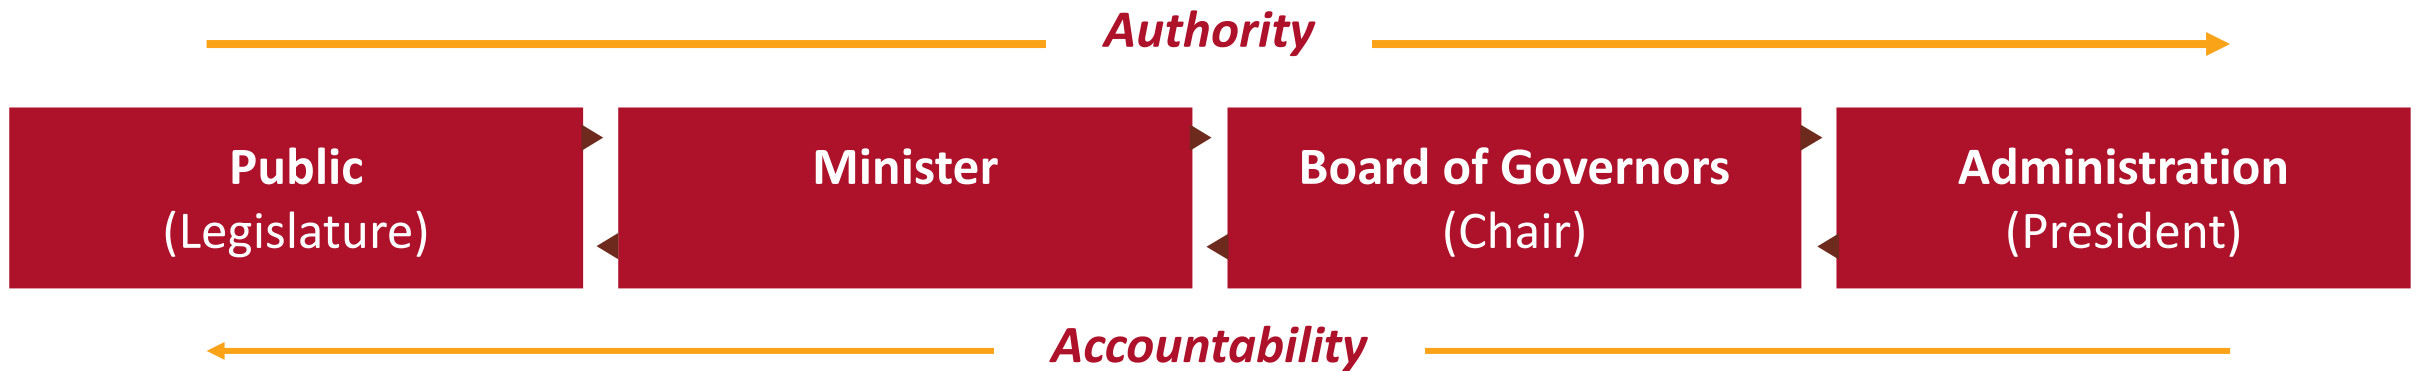 Authority
Public
(Legislature)
Minister
Board of Governors
(Chair)
Administration
(President)
Accountability